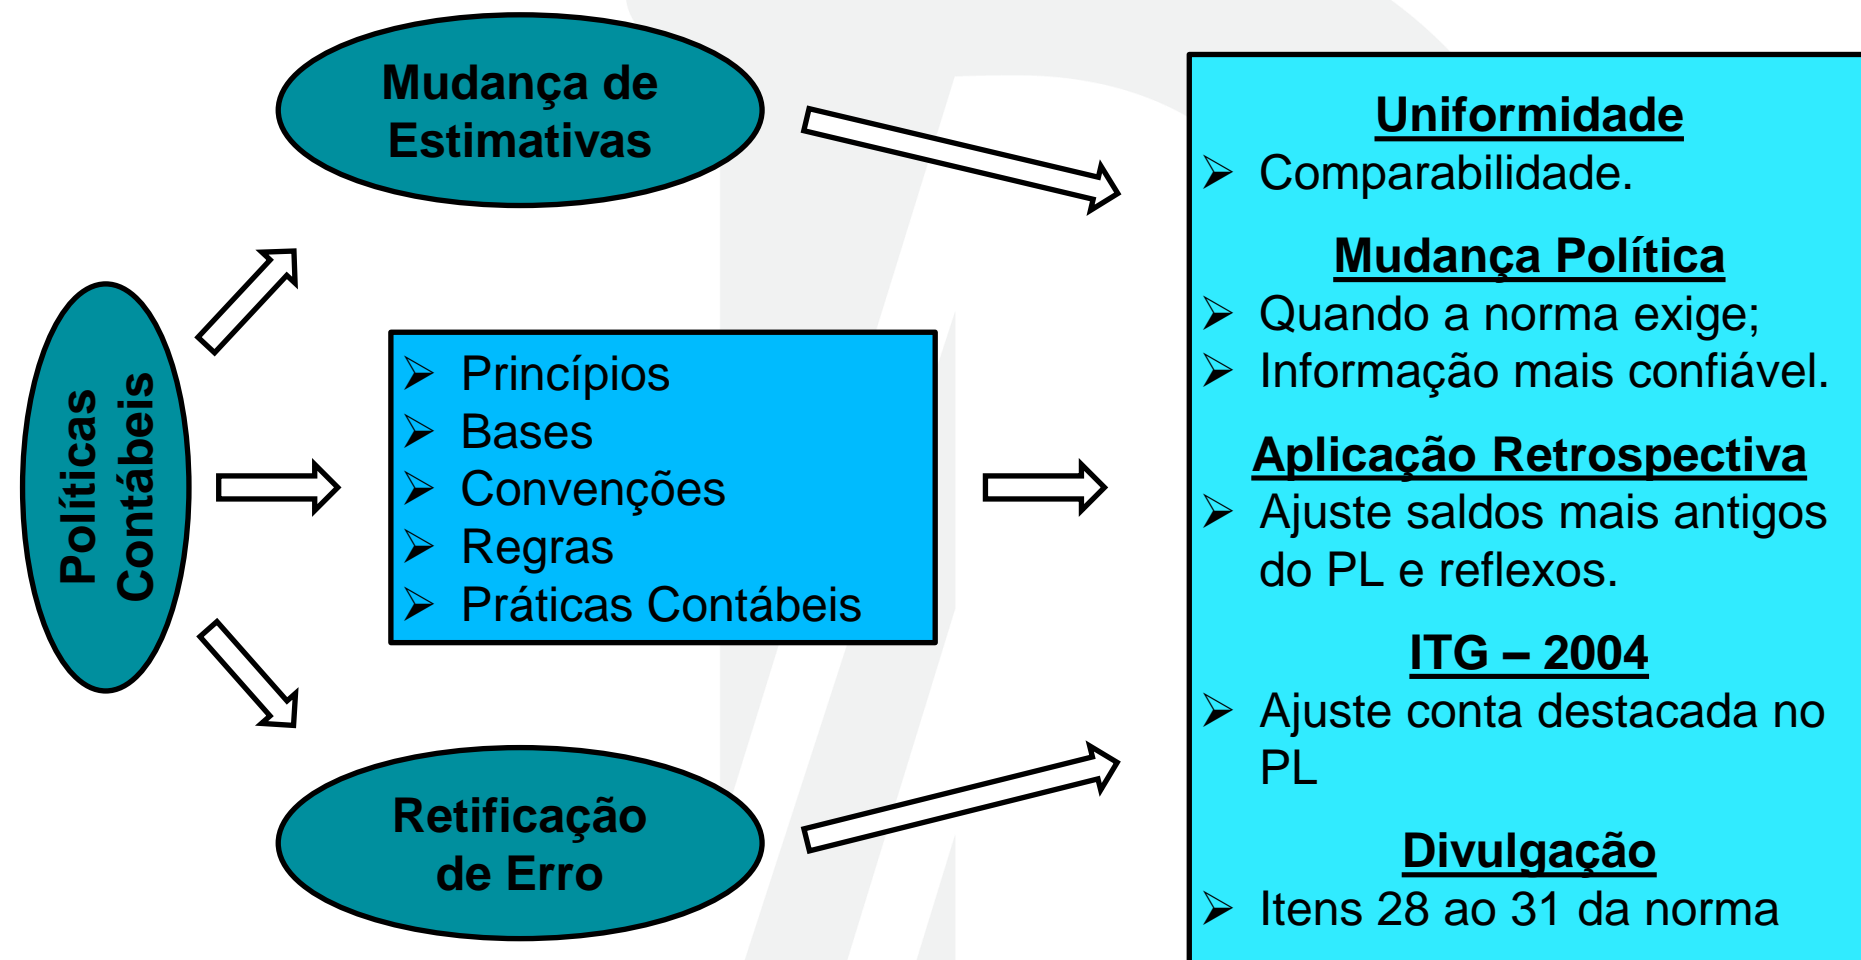 Políticas
Contábeis
Mudança de
Estimativas
➢ Princípios
➢ Bases
➢ Convenções
➢ Regras
➢ Práticas Contábeis
Retificação
de Erro
Uniformidade
➢ Comparabilidade.
Mudança Política
➢ Quando a norma exige;
➢ Informação mais confiável.
Aplicação Retrospectiva
➢ Ajuste saldos mais antigos
do PL e reflexos.
ITG – 2004
➢ Ajuste conta destacada no
PL
Divulgação
➢ Itens 28 ao 31 da norma